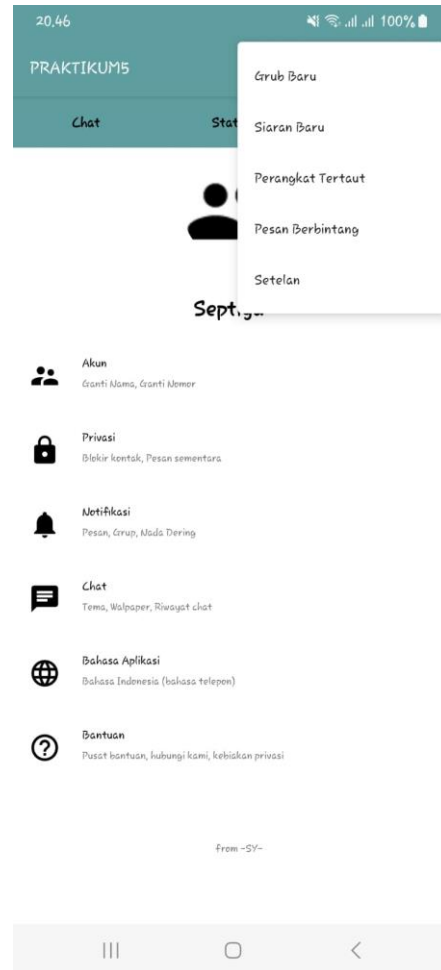 20.46 100%
PRAKTIKUM5
Grub Baru
Chat Stat
Siaran Baru
Perangkat Tertaut
Pesan Berbintang
Setelan
Akun
Ganti Nama, Ganti Nomor
Privasi
Blokir kontak, Pesan sementara
Notifikasi
Pesan, Grup, Nada Dering
Chat
Tema, Walpaper, Riwayat chat
Bahasa Aplikasi
Bahasa Indonesia (bahasa telepon)
Bantuan
Pusat bantuan, hubungi kami, kebiakan privasi
from -SY-